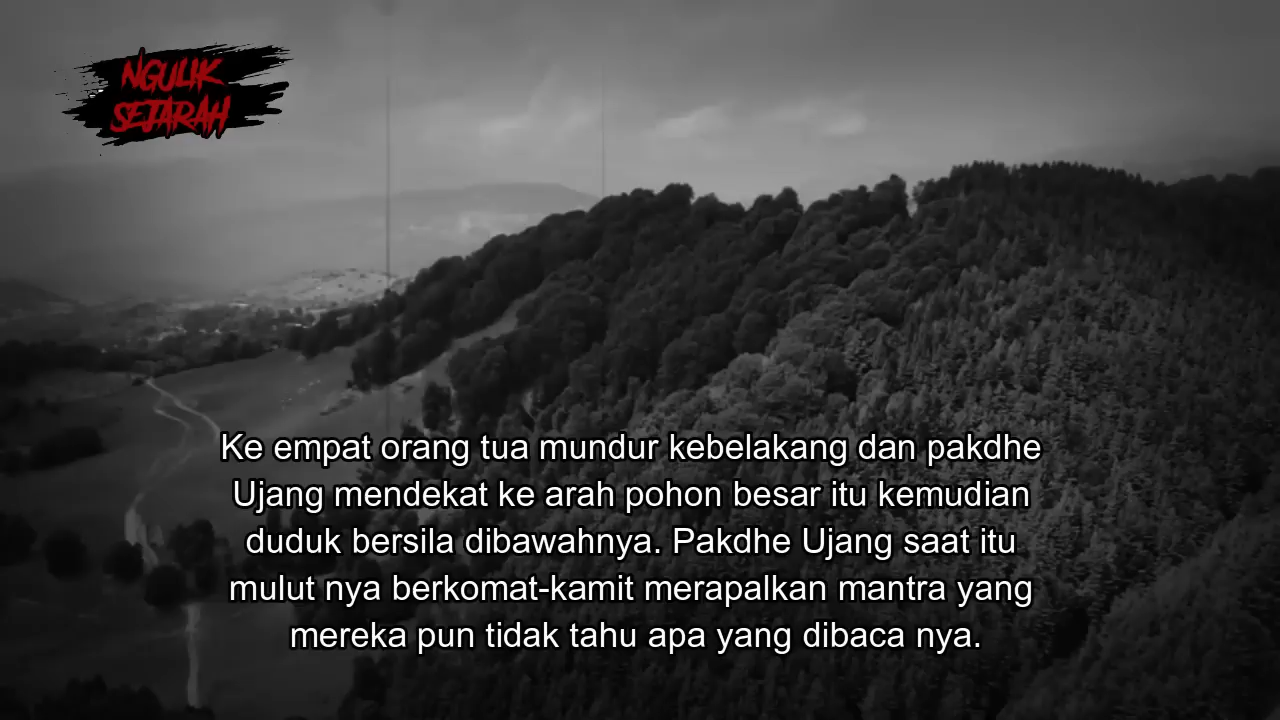 NGULIK
SEJARAH
Ke empat orang tua mundur kebelakang dan pakdhe
Ujang mendekat ke arah pohon besar itu kemudian
duduk bersila dibawahnya. Pakdhe Ujang saat itu
mulut nya berkomat-kamit merapalkan mantra yang
mereka pun tidak tahu apa yang dibaca nya.